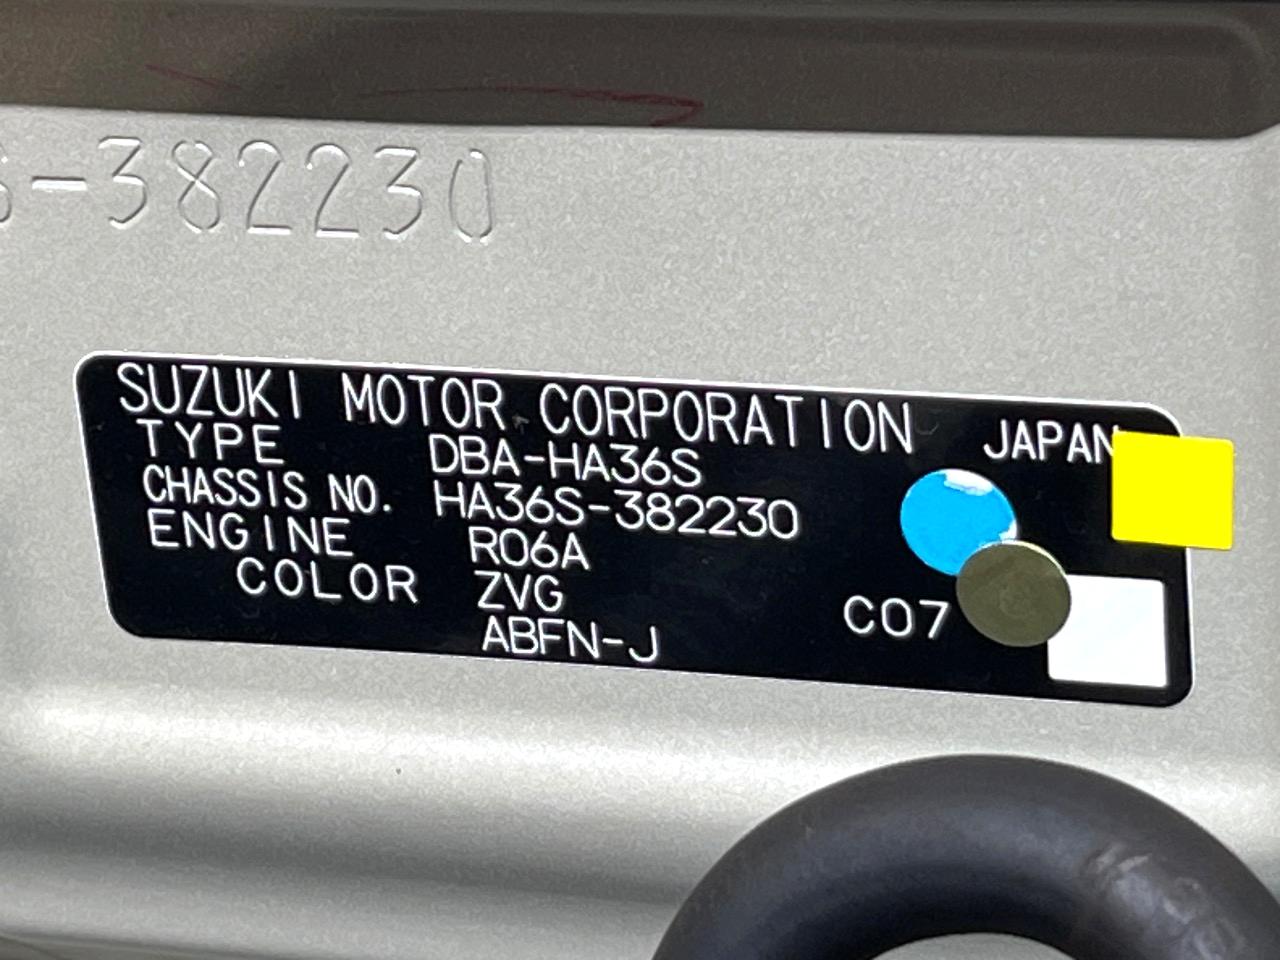 S-382230
SUZUKI MOTOR CORPORATION JAPAN
TYPE DBA-HA36S
CHASSIS NO. HA36S-382230
ENGINE R06A
COLOR ZVG C07
ABFN-J